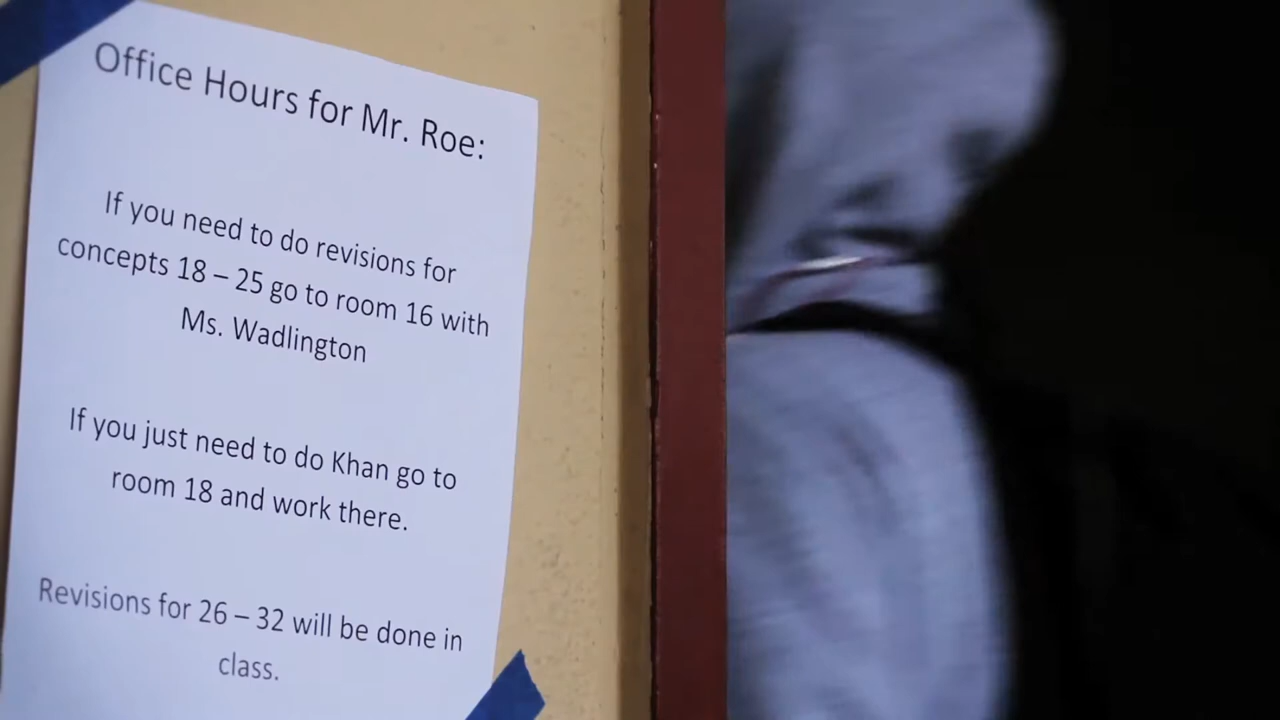 Office Hours for Mr. Roe:
If you need to do revisions for
concepts 18 – 25 go to room 16 with
Ms. Wadlington
If you just need to do Khan go to
room 18 and work there.
Revisions for 26 – 32 will be done in
class.